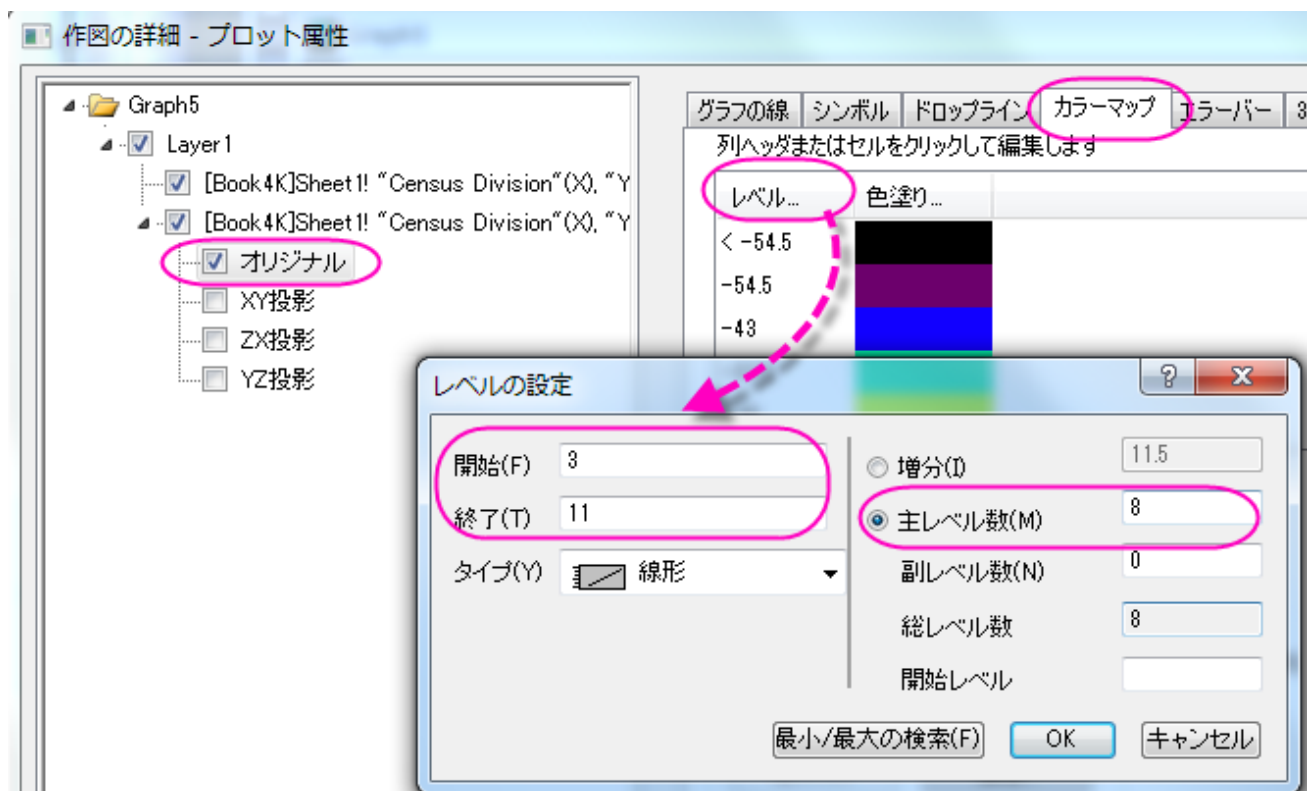 作図の詳細 - プロット属性
Graph5
Layer1
[Book4K]Sheet1! "Census Division"(X), "Y
[Book4K]Sheet1! "Census Division"(X), "Y
オリジナル
XY投影
ZX投影
YZ投影
グラフの線 シンボル ドロップライン カラーマップ エラーバー 3
列ヘッダまたはセルをクリックして編集します
レベル... 色塗り...
< -54.5
-54.5
-43
レベルの設定
開始(F) 3
終了(T) 11
タイプ(Y) 線形
増分(I) 11.5
主レベル数(M) 8
副レベル数(N) 0
総レベル数 8
開始レベル
最小/最大の検索(F) OK キャンセル